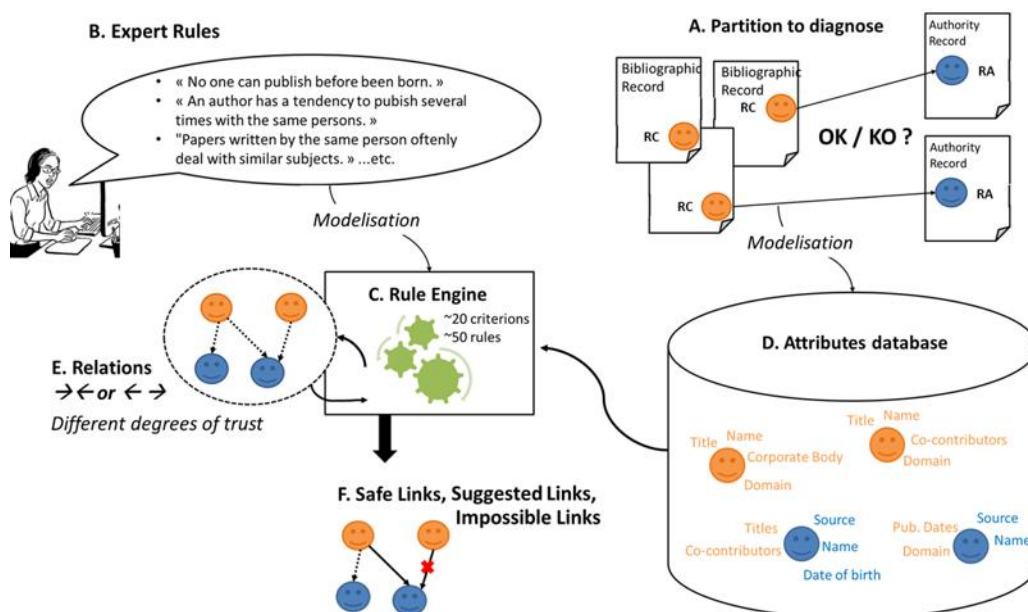 B. Expert Rules
• « No one can publish before been born. »
• « An author has a tendency to pubish several
times with the same persons. »
• "Papers written by the same person oftenly
deal with similar subjects. » ...etc.
Modelisation
A. Partition to diagnose
Bibliographic
Record
RC
Bibliographic
Record
RC
RC
Authority
Record
RA
OK / KO ?
Authority
Record
RA
Modelisation
C. Rule Engine
~20 criterions
~50 rules
E. Relations
→← or ← →
Different degrees of trust
D. Attributes database
Title
Name
Corporate Body
Domain
Title
Name
Co-contributors
Domain
Titles
Co-contributors
Source
Name
Date of birth
Pub. Dates
Domain
Source
Name
F. Safe Links, Suggested Links,
Impossible Links